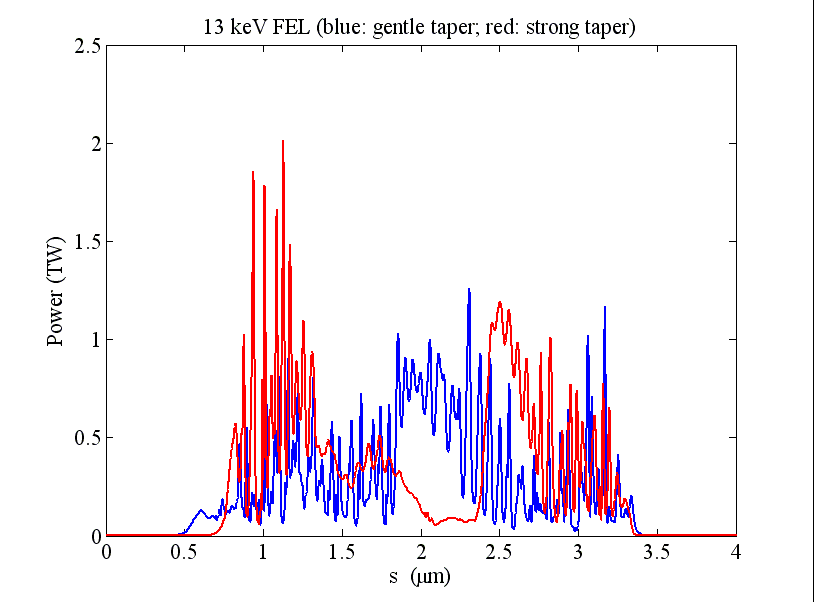 13 keV FEL (blue: gentle taper; red: strong taper)
2.5
2
1.5
1
0.5
0
Power (TW)
0 0.5 1 1.5 2 2.5 3 3.5 4
s (μm)